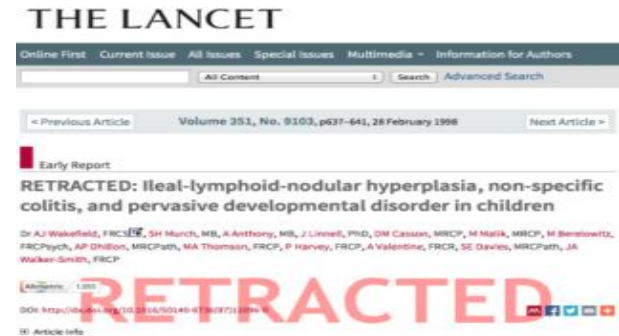 THE LANCET
Online First Current Issue All Issues Special Issues Multimedia Information for Authors
All Content Search Advanced Search
< Previous Article Volume 351, No. 9103, p637–641, 28 February 1998 Next Article >
Early Report
RETRACTED: Ileal-lymphoid-nodular hyperplasia, non-specific
colitis, and pervasive developmental disorder in children
Dr AJ Wakefield, FRCS, SH Murch, MB, A Anthony, MB, J Linnell, PhD, DM Casson, MRCP, M Malik, MRCP, M Berelowitz,
FRCPsych, AP Dhillon, MRCPath, MA Thomson, FRCP, P Harvey, FRCP, A Valentine, FRCR, SE Davies, MRCPath, JA
Walker-Smith, FRCP
Altmetric
RETRACTED
DOI:
Article Info